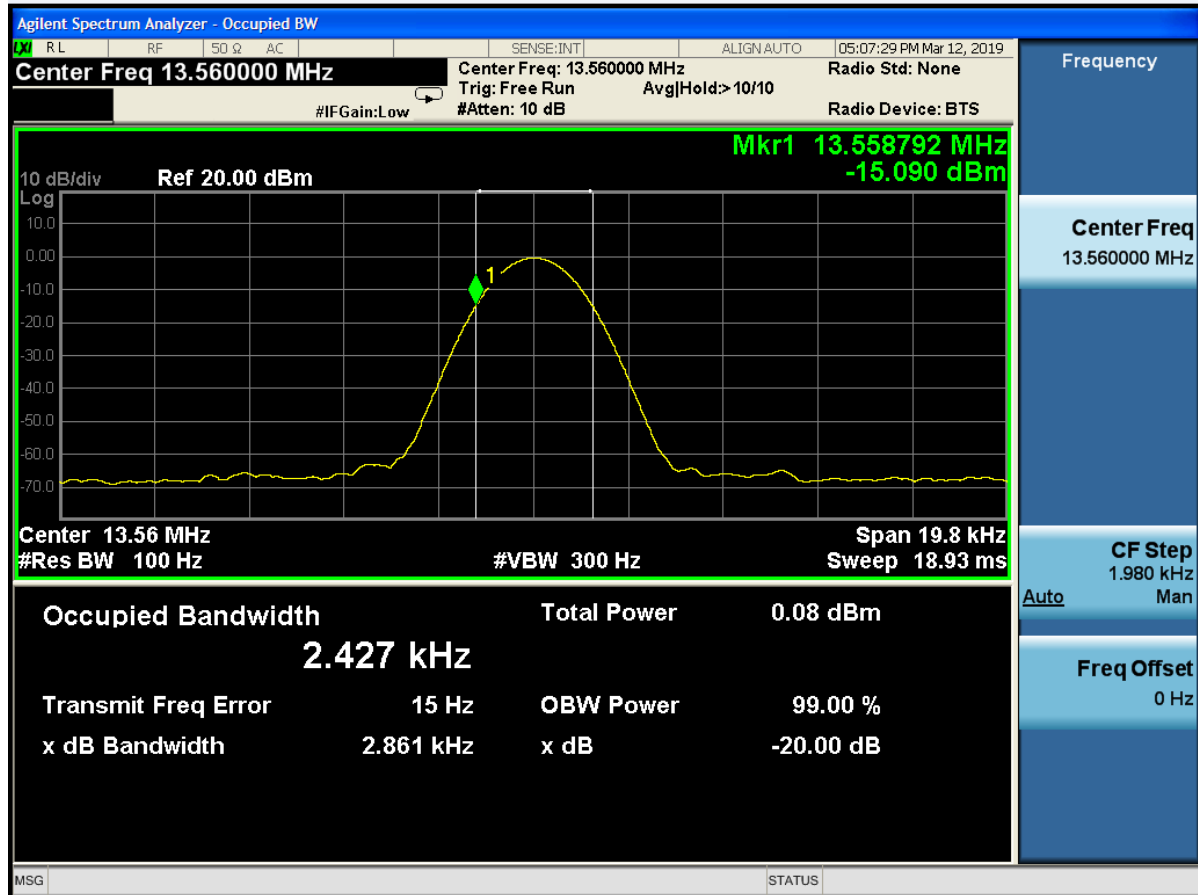 Agilent Spectrum Analyzer - Occupied BW
LXI RL RF 50 Ω AC SENSE:INT ALIGN AUTO 05:07:29 PM Mar 12, 2019
Center Freq 13.560000 MHz
#IFGain:Low
Center Freq: 13.560000 MHz
Trig: Free Run Avg|Hold:> 10/10
#Atten: 10 dB
Radio Std: None
Radio Device: BTS
Mkr1 13.558792 MHz
-15.090 dBm
10 dB/div Ref 20.00 dBm
Log
10.0
0.00
-10.0
-20.0
-30.0
-40.0
-50.0
-60.0
-70.0
1
Center 13.56 MHz Span 19.8 kHz
#Res BW 100 Hz #VBW 300 Hz Sweep 18.93 ms
Occupied Bandwidth Total Power 0.08 dBm
2.427 kHz
Transmit Freq Error 15 Hz OBW Power 99.00 %
x dB Bandwidth 2.861 kHz x dB -20.00 dB
Frequency
Center Freq
13.560000 MHz
CF Step
1.980 kHz
Auto Man
Freq Offset
0 Hz
MSG STATUS